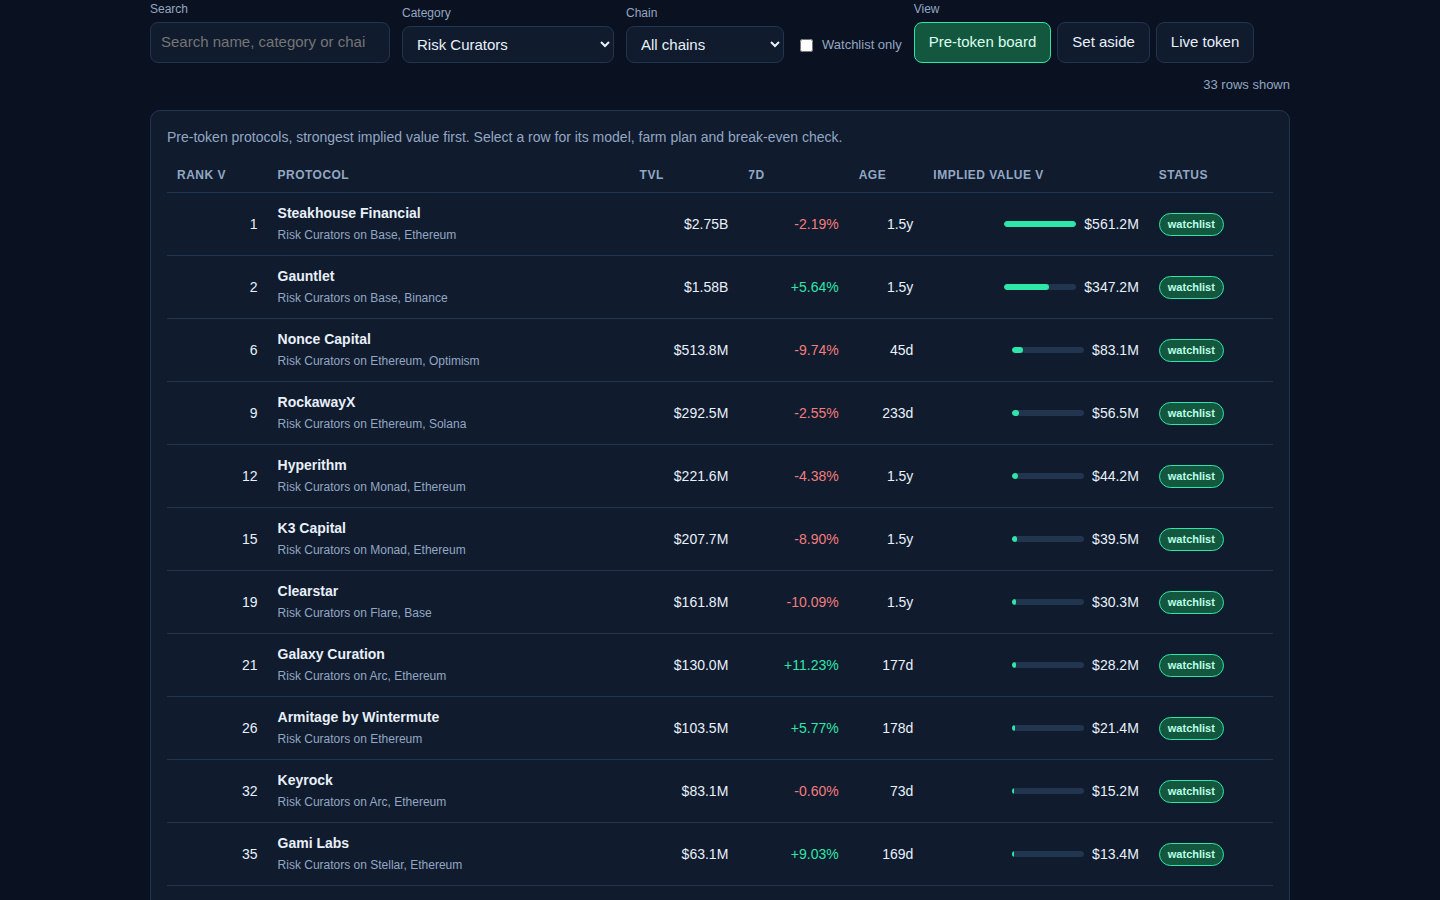 Search
Category
Chain
View
Search name, category or chai
Risk Curators
All chains
Watchlist only
Pre-token board
Set aside
Live token
33 rows shown
Pre-token protocols, strongest implied value first. Select a row for its model, farm plan and break-even check.
RANK V PROTOCOL TVL 7D AGE IMPLIED VALUE V STATUS
1 Steakhouse Financial $2.75B -2.19% 1.5y $561.2M watchlist
Risk Curators on Base, Ethereum
2 Gauntlet $1.58B +5.64% 1.5y $347.2M watchlist
Risk Curators on Base, Binance
6 Nonce Capital $513.8M -9.74% 45d $83.1M watchlist
Risk Curators on Ethereum, Optimism
9 RockawayX $292.5M -2.55% 233d $56.5M watchlist
Risk Curators on Ethereum, Solana
12 Hyperithm $221.6M -4.38% 1.5y $44.2M watchlist
Risk Curators on Monad, Ethereum
15 K3 Capital $207.7M -8.90% 1.5y $39.5M watchlist
Risk Curators on Monad, Ethereum
19 Clearstar $161.8M -10.09% 1.5y $30.3M watchlist
Risk Curators on Flare, Base
21 Galaxy Curation $130.0M +11.23% 177d $28.2M watchlist
Risk Curators on Arc, Ethereum
26 Armitage by Wintermute $103.5M +5.77% 178d $21.4M watchlist
Risk Curators on Ethereum
32 Keyrock $83.1M -0.60% 73d $15.2M watchlist
Risk Curators on Arc, Ethereum
35 Gami Labs $63.1M +9.03% 169d $13.4M watchlist
Risk Curators on Stellar, Ethereum